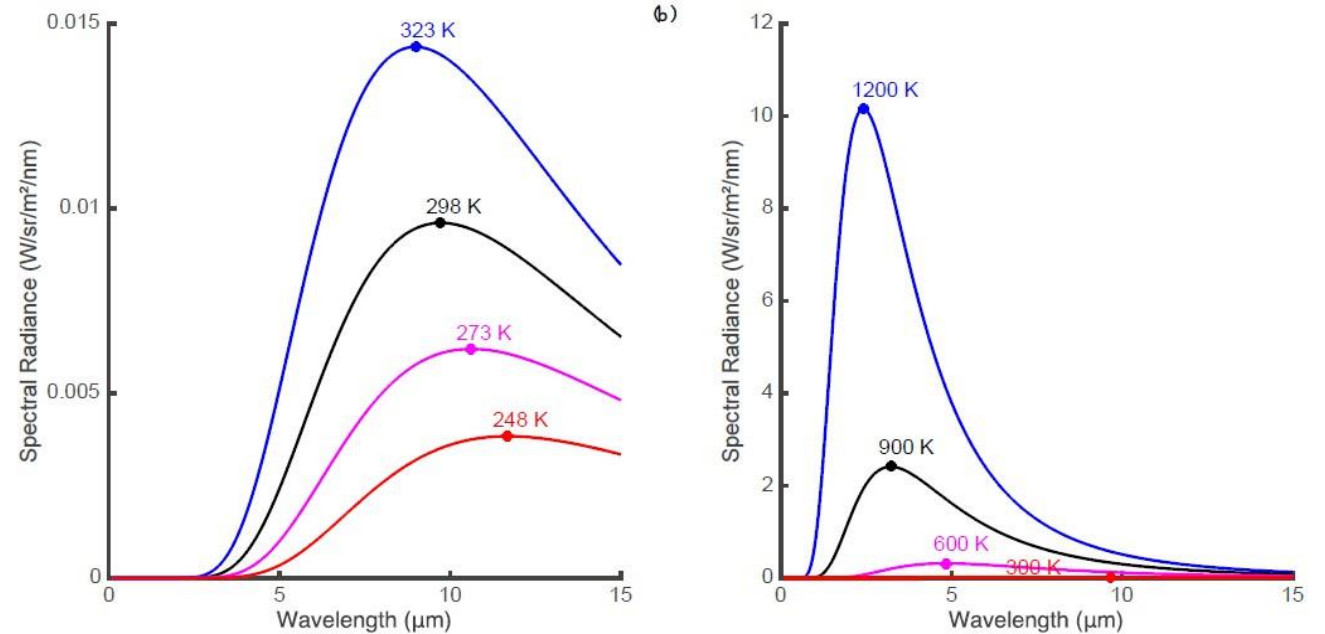 0.015
323 K
0.01
298 K
273 K
0.005
248 K
0
0
5
10
15
Wavelength (µm)
Spectral Radiance (W/sr/m²/nm)
(b)
12
1200 K
10
8
6
4
900 K
2
600 K
300 K
0
0
5
10
15
Wavelength (µm)
Spectral Radiance (W/sr/m²/nm)